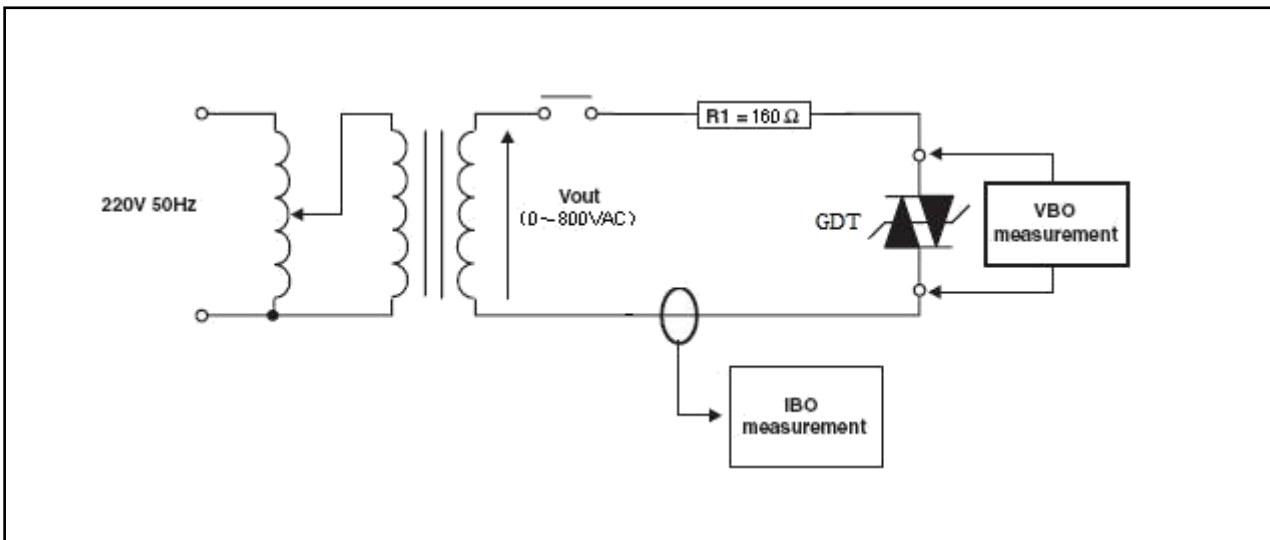 220V 50Hz
Vout
(0～800VAC)
R1 = 160 Ω
GDT
VBO
measurement
IBO
measurement